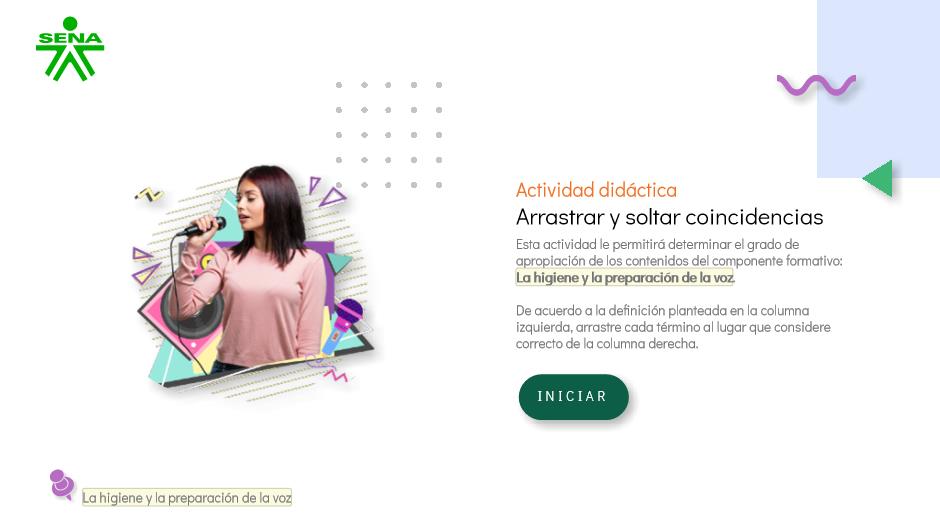 SENA
Actividad didáctica
Arrastrar y soltar coincidencias
Esta actividad le permitirá determinar el grado de
apropiación de los contenidos del componente formativo:
La higiene y la preparación de la voz.
De acuerdo a la definición planteada en la columna
izquierda, arrastre cada término al lugar que considere
correcto de la columna derecha.
INICIAR
La higiene y la preparación de la voz